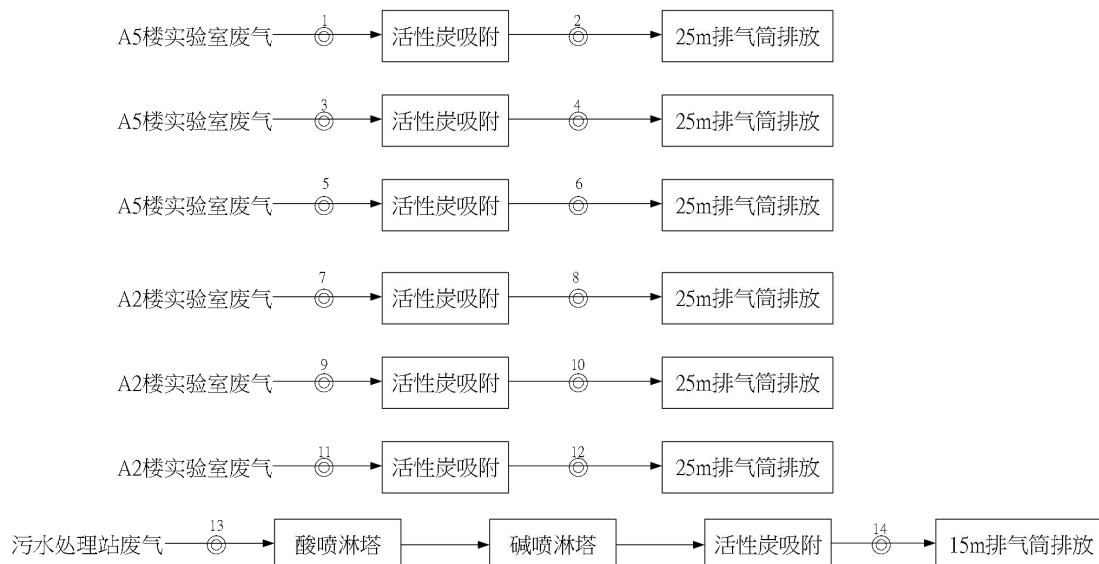 1 2
A5楼实验室废气 活性炭吸附 25m排气筒排放
3 4
A5楼实验室废气 活性炭吸附 25m排气筒排放
5 6
A5楼实验室废气 活性炭吸附 25m排气筒排放
7 8
A2楼实验室废气 活性炭吸附 25m排气筒排放
9 10
A2楼实验室废气 活性炭吸附 25m排气筒排放
11 12
A2楼实验室废气 活性炭吸附 25m排气筒排放
13 14
污水处理站废气 酸喷淋塔 碱喷淋塔 活性炭吸附 15m排气筒排放